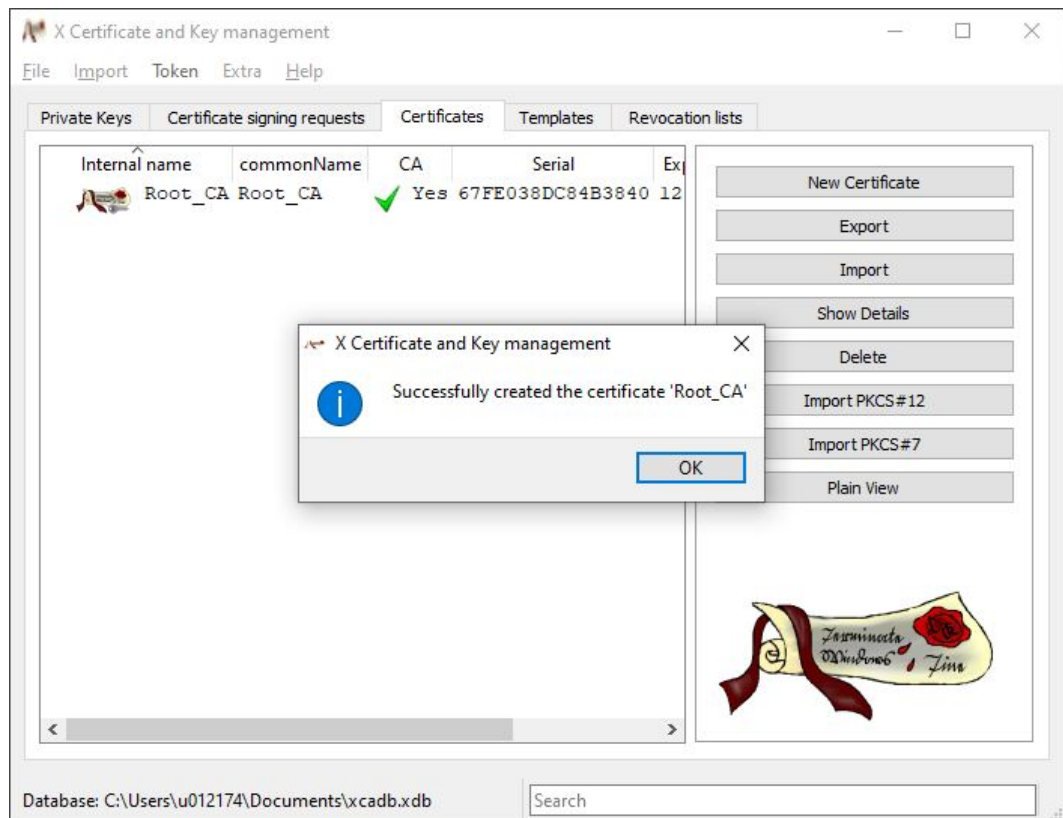 X Certificate and Key management
File Import Token Extra Help
Private Keys Certificate signing requests Certificates Templates Revocation lists
Internal name commonName CA Serial Exp
Root_CA Root_CA Yes 67FE038DC84B3840 12
New Certificate
Export
Import
Show Details
Delete
Import PKCS#12
Import PKCS#7
Plain View
X Certificate and Key management
Successfully created the certificate 'Root_CA'
OK
Windows
Database: C:\Users\u012174\Documents\xcadb.xdb
Search